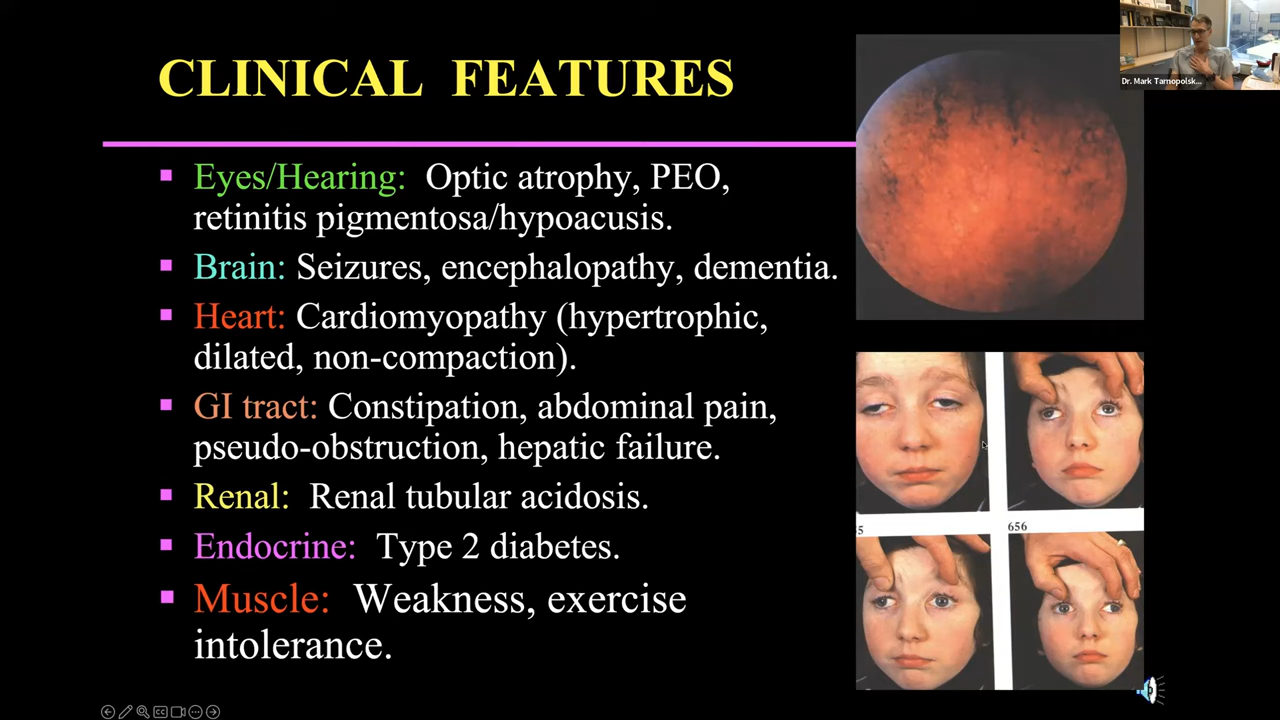 Dr. Mark Tarnopolsk...
CLINICAL FEATURES
Eyes/Hearing: Optic atrophy, PEO,
retinitis pigmentosa/hypoacusis.
Brain: Seizures, encephalopathy, dementia.
Heart: Cardiomyopathy (hypertrophic,
dilated, non-compaction).
GI tract: Constipation, abdominal pain,
pseudo-obstruction, hepatic failure.
Renal: Renal tubular acidosis.
Endocrine: Type 2 diabetes.
Muscle: Weakness, exercise
intolerance.
656